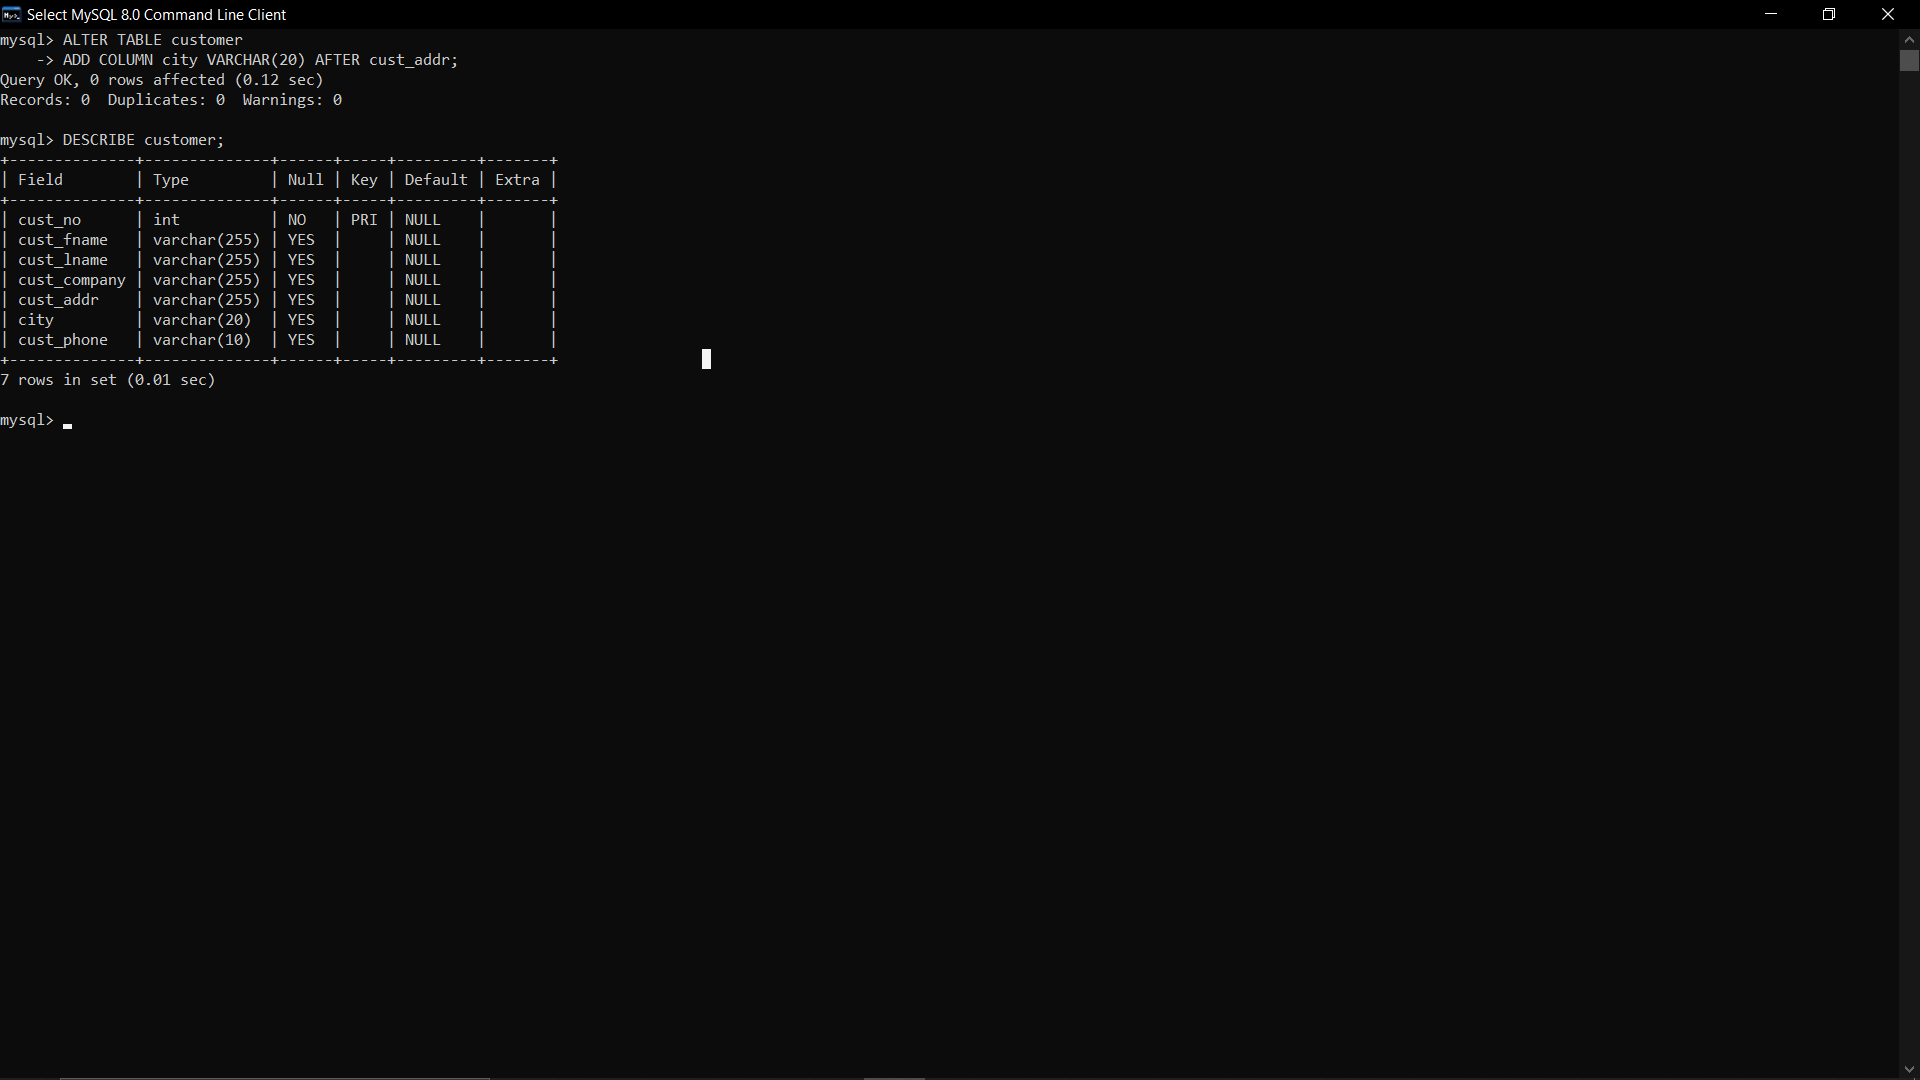 Select MySQL 8.0 Command Line Client
mysql> ALTER TABLE customer
    -> ADD COLUMN city VARCHAR(20) AFTER cust_addr;
Query OK, 0 rows affected (0.12 sec)
Records: 0  Duplicates: 0  Warnings: 0

mysql> DESCRIBE customer;
+--------------+--------------+------+-----+---------+-------+
| Field        | Type         | Null | Key | Default | Extra |
+--------------+--------------+------+-----+---------+-------+
| cust_no      | int          | NO   | PRI | NULL    |       |
| cust_fname   | varchar(255) | YES  |     | NULL    |       |
| cust_lname   | varchar(255) | YES  |     | NULL    |       |
| cust_company | varchar(255) | YES  |     | NULL    |       |
| cust_addr    | varchar(255) | YES  |     | NULL    |       |
| city         | varchar(20)  | YES  |     | NULL    |       |
| cust_phone   | varchar(10)  | YES  |     | NULL    |       |
+--------------+--------------+------+-----+---------+-------+
7 rows in set (0.01 sec)

mysql>